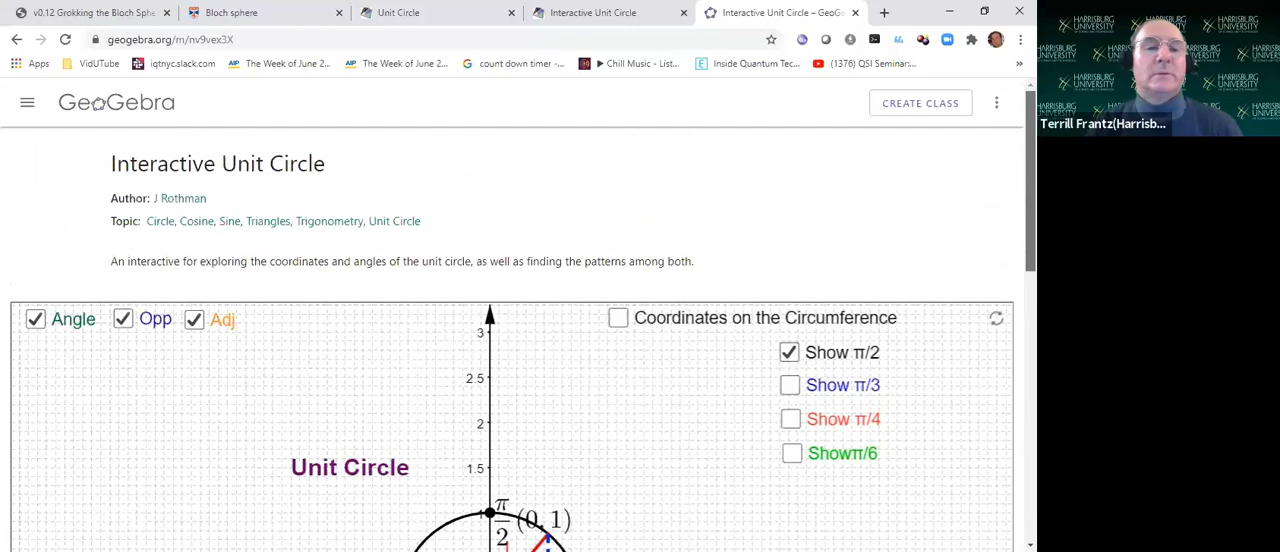 v0.12 Grokking the Bloch Sphe
Bloch sphere
Unit Circle
Interactive Unit Circle
Interactive Unit Circle – GeoG
geogebra.org/m/nv9vex3X
Apps
VidUTube
iqtnyc.slack.com
The Week of June 2...
The Week of June 2...
count down timer -...
Chill Music - List...
Inside Quantum Tec...
(1376) QSI Seminar:...
»
GeoGebra
CREATE CLASS
Interactive Unit Circle
Author: J Rothman
Topic: Circle, Cosine, Sine, Triangles, Trigonometry, Unit Circle
An interactive for exploring the coordinates and angles of the unit circle, as well as finding the patterns among both.
Angle Opp Adj
Coordinates on the Circumference
Show π/2
Show π/3
Show π/4
Showπ/6
3
2.5
2
1.5
1
Unit Circle
π/2 (0, 1)
HARRISBURG UNIVERSITY
Terrill Frantz(Harrisb...